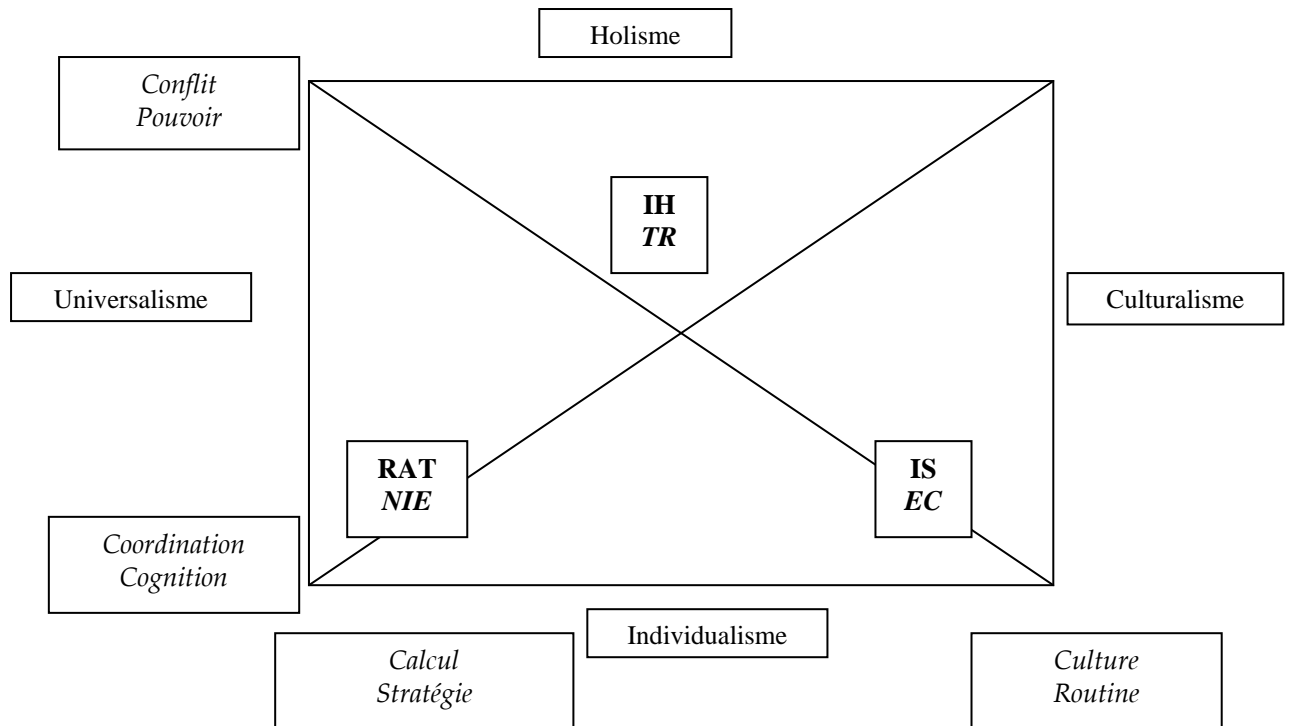 Holisme
Conflit
Pouvoir
IH
TR
Universalisme
Culturalisme
RAT
NIE
IS
EC
Coordination
Cognition
Individualisme
Calcul
Stratégie
Culture
Routine